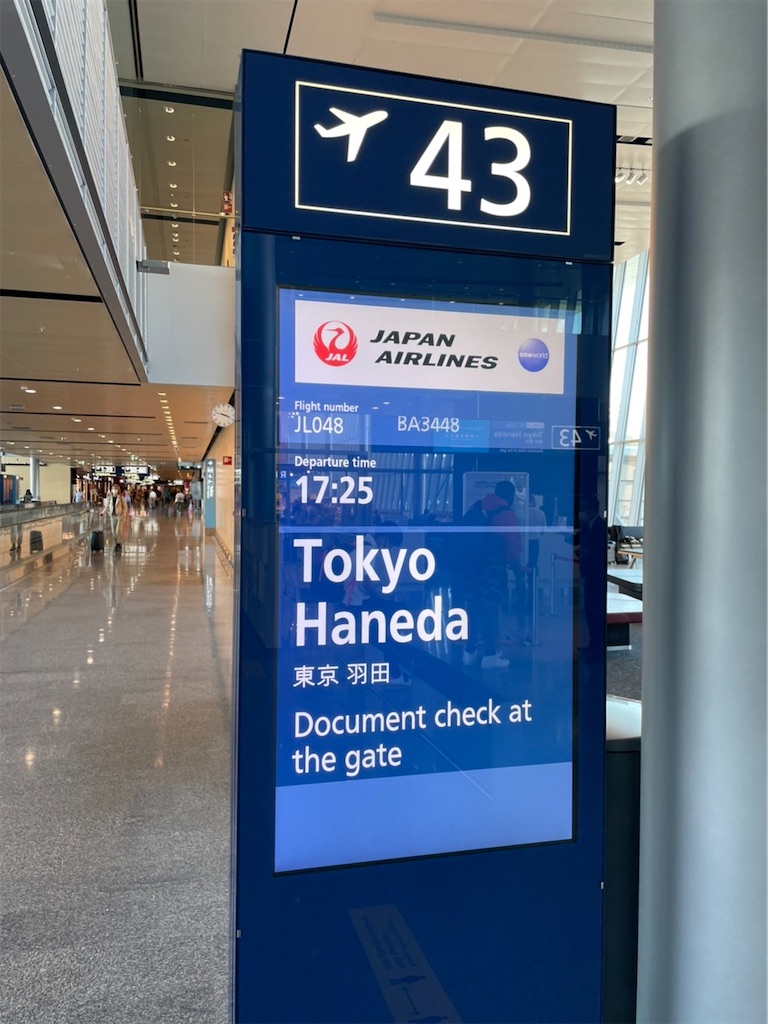 43
JAL
JAPAN
AIRLINES
oneworld
Flight number
JL048 BA3448
Departure time
17:25
Tokyo
Haneda
東京 羽田
Document check at
the gate